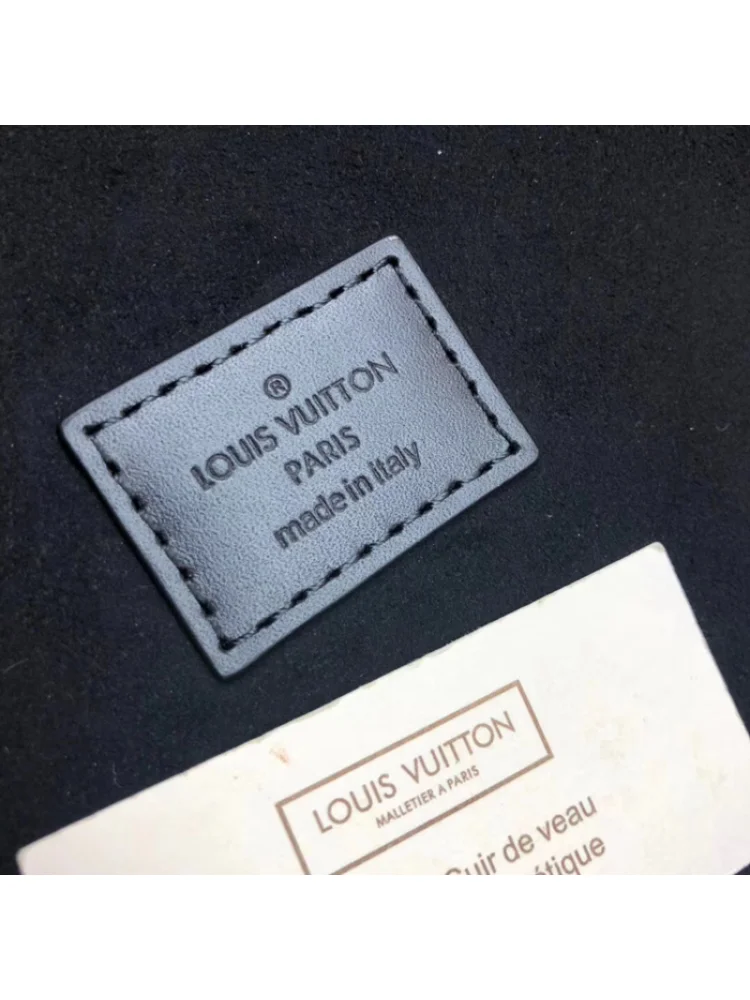 ®
LOUIS VUITTON
PARIS
made in italy
LOUIS VUITTON
MALLETIER A PARIS
Cuir de veau